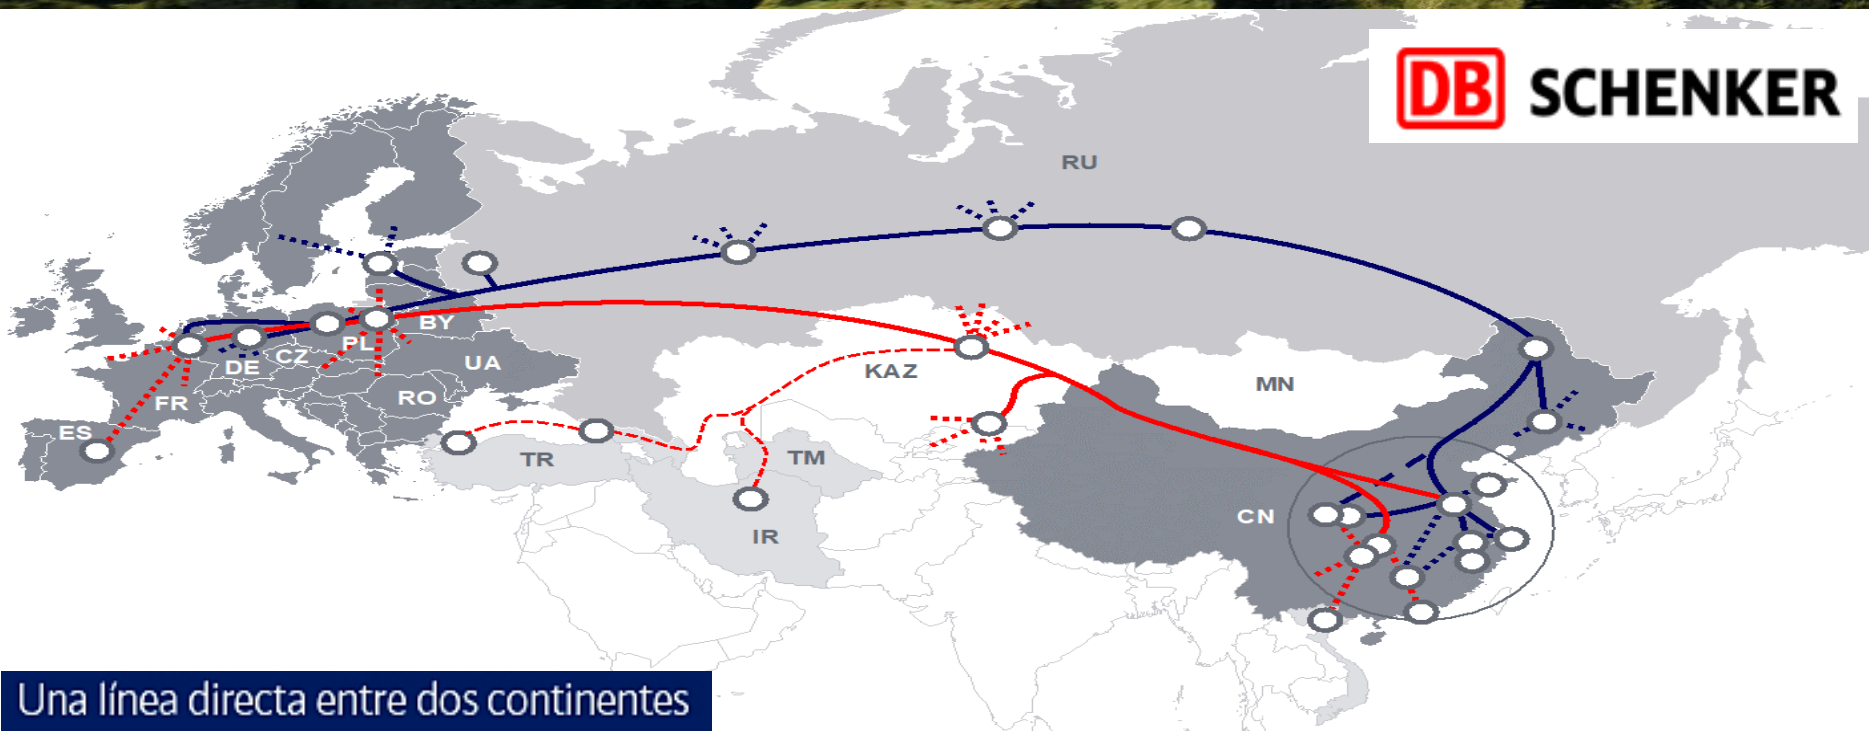 DB SCHENKER
RU
BY
PL
CZ
DE
UA
KAZ
MN
RO
FR
ES
TR
TM
CN
IR
Una línea directa entre dos continentes